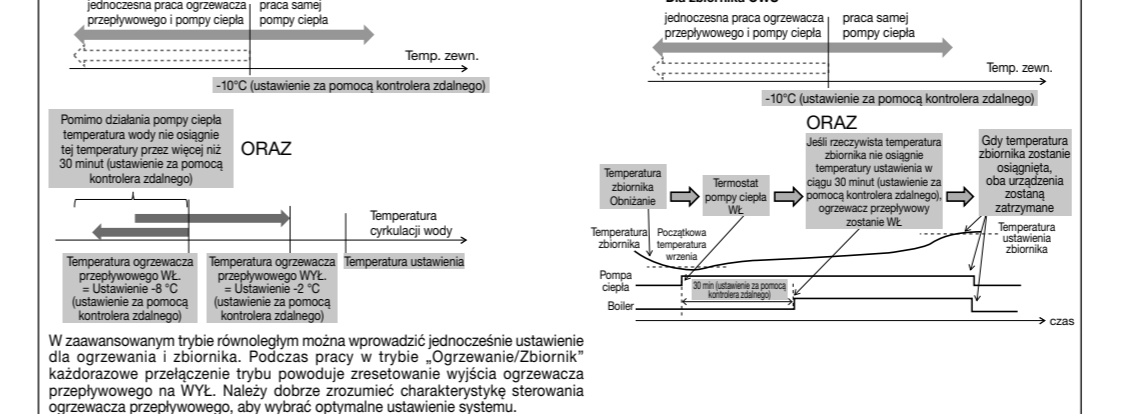 jednoczesna praca ogrzewacza
przepływowego i pompy ciepła
praca samej
pompy ciepła
Temp. zewn.
-10°C (ustawienie za pomocą kontrolera zdalnego)
Pomimo działania pompy ciepła
temperatura wody nie osiągnie
tej temperatury przez więcej niż
30 minut (ustawienie za pomocą
kontrolera zdalnego)
ORAZ
Temperatura
cyrkulacji wody
Temperatura ogrzewacza
przepływowego WŁ.
= Ustawienie -8 °C
(ustawienie za pomocą
kontrolera zdalnego)
Temperatura ogrzewacza
przepływowego WYŁ.
= Ustawienie -2 °C
(ustawienie za pomocą
kontrolera zdalnego)
Temperatura ustawienia
W zaawansowanym trybie równoległym można wprowadzić jednocześnie ustawienie
dla ogrzewania i zbiornika. Podczas pracy w trybie „Ogrzewanie/Zbiornik”
każdorazowe przełączenie trybu powoduje zresetowanie wyjścia ogrzewacza
przepływowego na WYŁ. Należy dobrze zrozumieć charakterystykę sterowania
ogrzewacza przepływowego, aby wybrać optymalne ustawienie systemu.
Dla zbiornika CWU
jednoczesna praca ogrzewacza
przepływowego i pompy ciepła
praca samej
pompy ciepła
Temp. zewn.
-10°C (ustawienie za pomocą kontrolera zdalnego)
ORAZ
Temperatura
zbiornika
Obniżanie
Termostat
pompy ciepła
WŁ
Jeśli rzeczywista temperatura
zbiornika nie osiągnie
temperatury ustawienia w
ciągu 30 minut (ustawienie za
pomocą kontrolera zdalnego),
ogrzewacz przepływowy
zostanie WŁ
Gdy temperatura
zbiornika zostanie
osiągnięta,
oba urządzenia
zostaną
zatrzymane
Temperatura
zbiornika
Początkowa
temperatura
wrzenia
Temperatura
ustawienia
zbiornika
Pompa
ciepła
30 min (ustawienie za pomocą
kontrolera zdalnego)
Boiler
czas